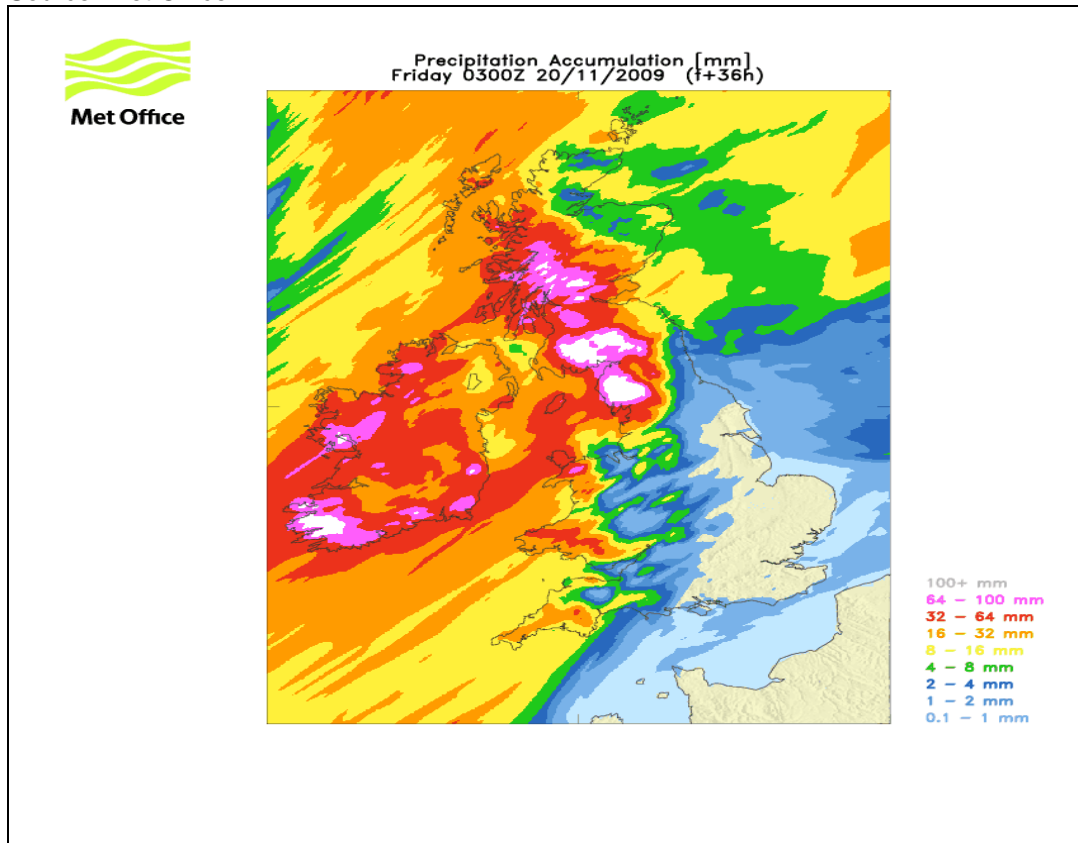 Met Office
Precipitation Accumulation [mm]
Friday 0300Z 20/11/2009 (t+36h)
100+ mm
64 – 100 mm
32 – 64 mm
16 – 32 mm
8 – 16 mm
4 – 8 mm
2 – 4 mm
1 – 2 mm
0.1 – 1 mm